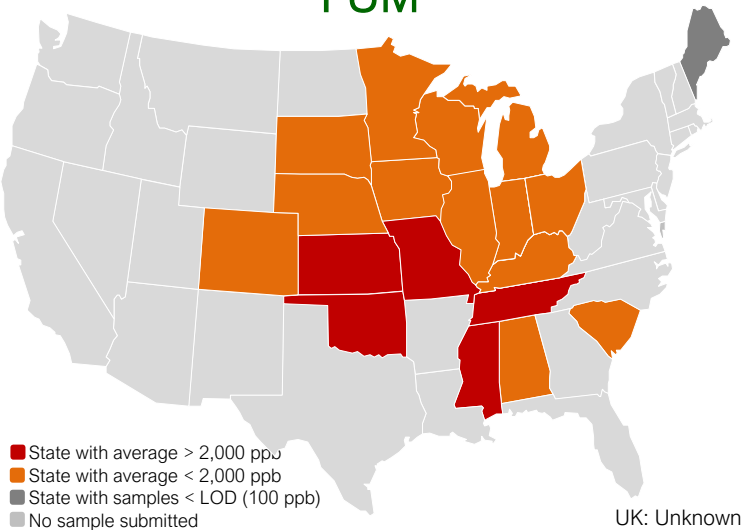 FUM
State with average > 2,000 ppb
State with average < 2,000 ppb
State with samples < LOD (100 ppb)
No sample submitted
UK: Unknown